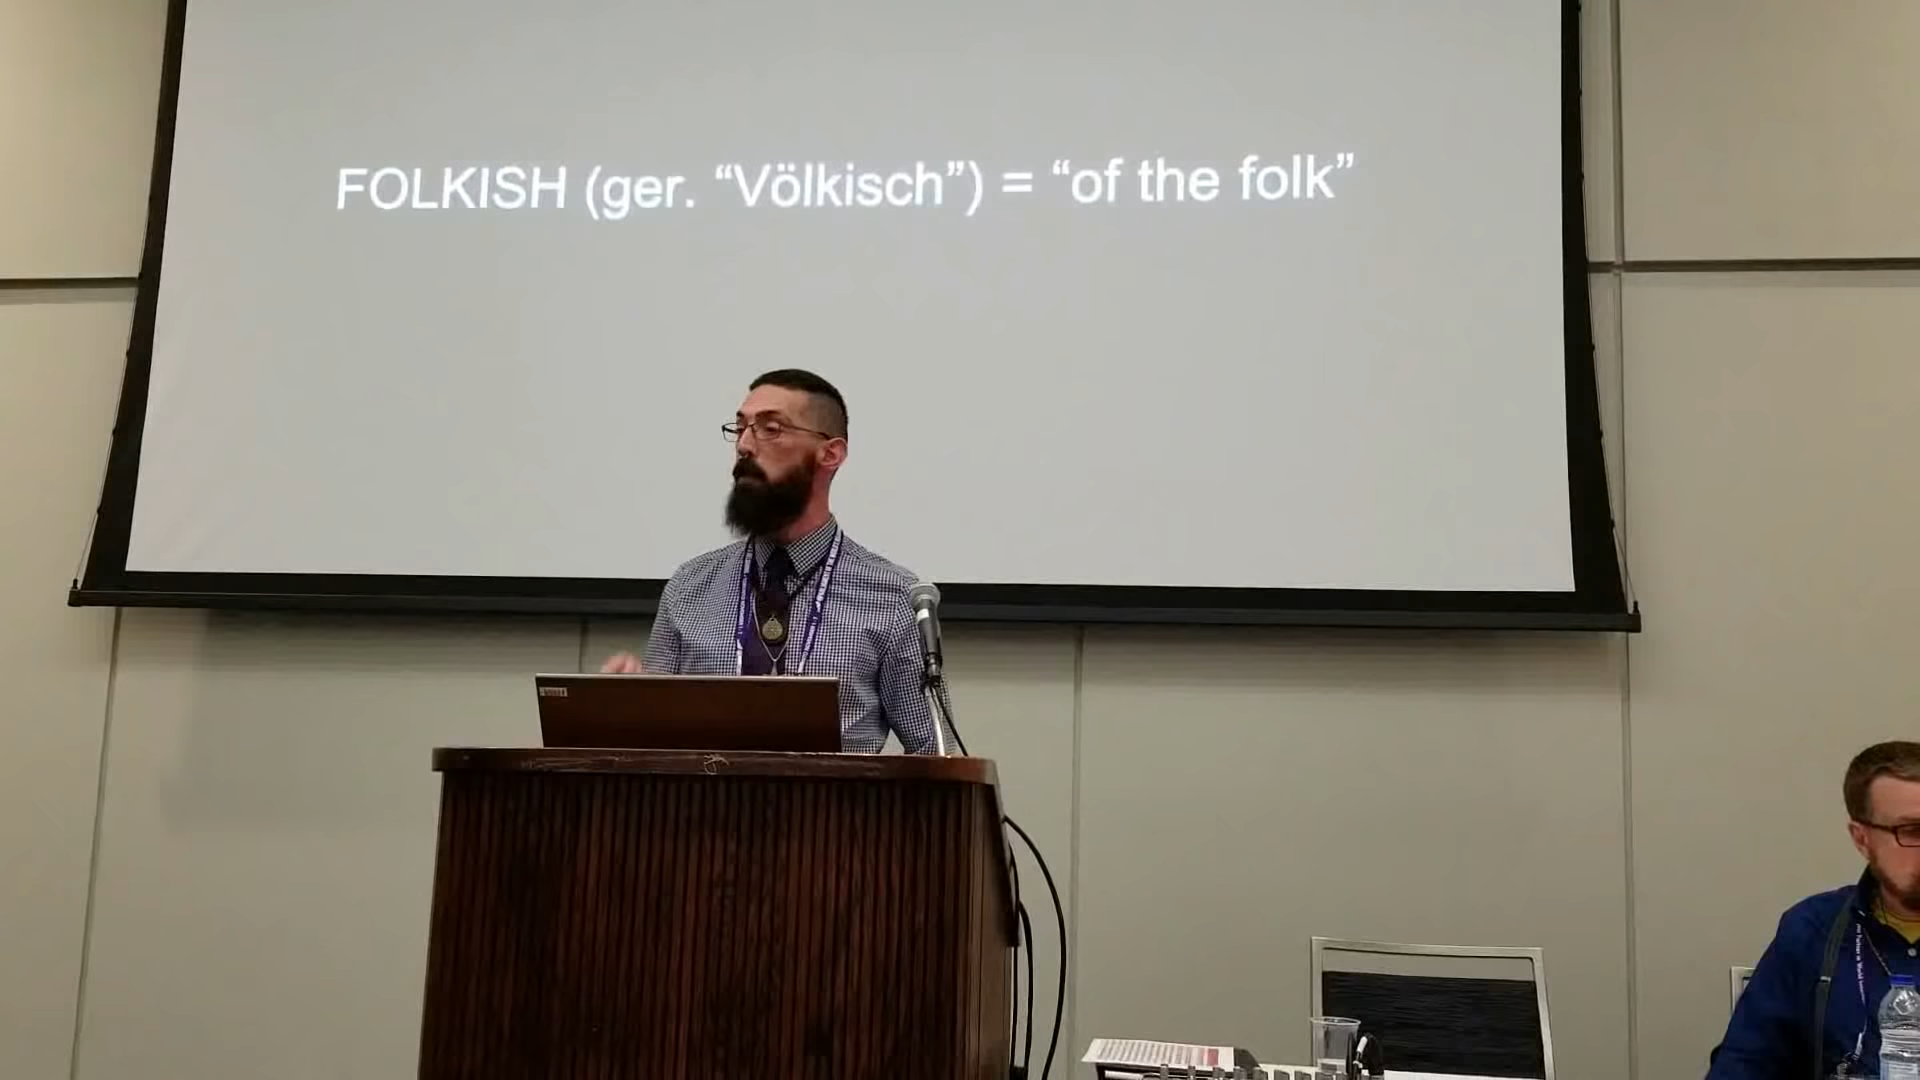 FOLKISH (ger. “Völkisch”) = “of the folk”